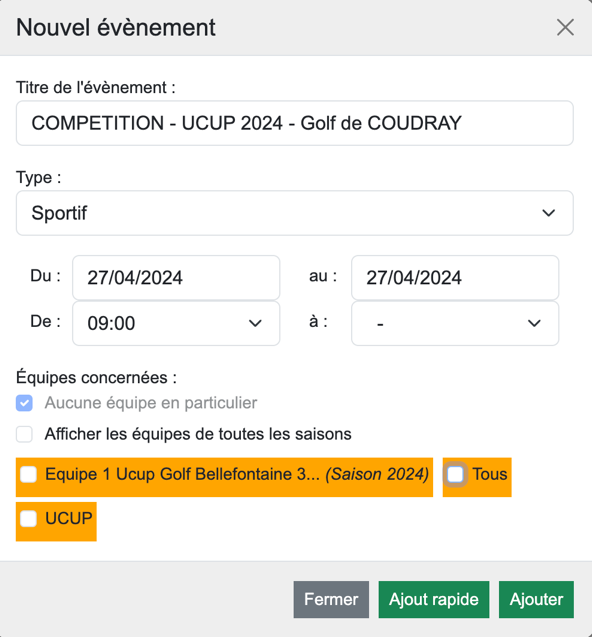 Nouvel évènement
Titre de l'évènement :
COMPETITION - UCUP 2024 - Golf de COUDRAY
Type :
Sportif
Du : 27/04/2024 au : 27/04/2024
De : 09:00 à : -
Équipes concernées :
Aucune équipe en particulier
Afficher les équipes de toutes les saisons
Equipe 1 Ucup Golf Bellefontaine 3... (Saison 2024) Tous
UCUP
Fermer Ajout rapide Ajouter